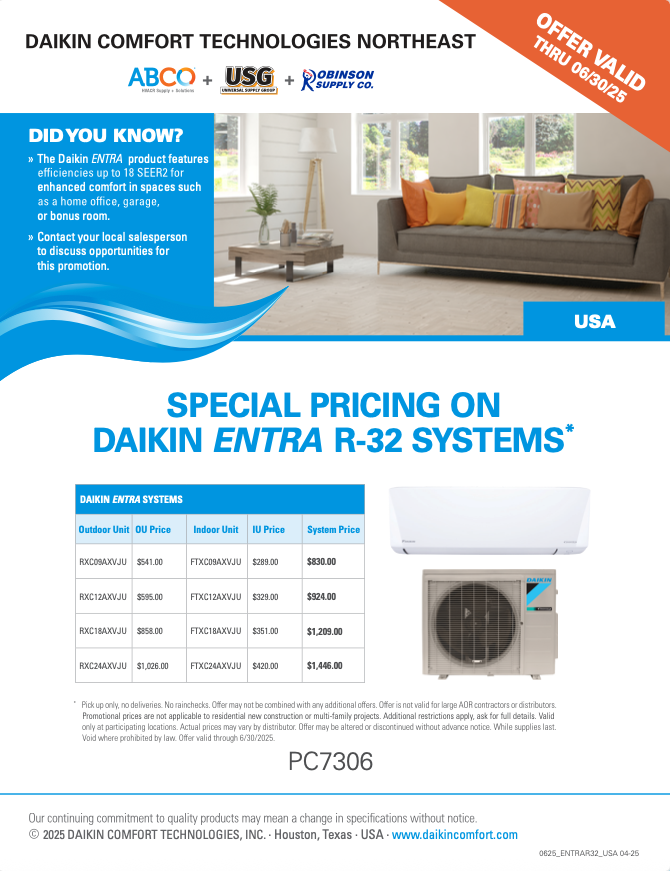 DAIKIN COMFORT TECHNOLOGIES NORTHEAST
OFFER VALID
THRU 06/30/25
ABCO
HVACR Supply + Solutions
+
USG
UNIVERSAL SUPPLY GROUP
+
ROBINSON
SUPPLY CO.
DID YOU KNOW?
» The Daikin ENTRA product features
efficiencies up to 18 SEER2 for
enhanced comfort in spaces such
as a home office, garage,
or bonus room.
» Contact your local salesperson
to discuss opportunities for
this promotion.
USA
SPECIAL PRICING ON
DAIKIN ENTRA R-32 SYSTEMS*
DAIKIN ENTRA SYSTEMS
Outdoor Unit OU Price Indoor Unit IU Price System Price
RXC09AXVJU $541.00 FTXC09AXVJU $289.00 $830.00
RXC12AXVJU $595.00 FTXC12AXVJU $329.00 $924.00
RXC18AXVJU $858.00 FTXC18AXVJU $351.00 $1,209.00
RXC24AXVJU $1,026.00 FTXC24AXVJU $420.00 $1,446.00
DAIKIN
* Pick up only, no deliveries. No rainchecks. Offer may not be combined with any additional offers. Offer is not valid for large AOR contractors or distributors.
Promotional prices are not applicable to residential new construction or multi-family projects. Additional restrictions apply, ask for full details. Valid
only at participating locations. Actual prices may vary by distributor. Offer may be altered or discontinued without advance notice. While supplies last.
Void where prohibited by law. Offer valid through 6/30/2025.
PC7306
Our continuing commitment to quality products may mean a change in specifications without notice.
© 2025 DAIKIN COMFORT TECHNOLOGIES, INC. · Houston, Texas · USA · www.daikincomfort.com
0625_ENTRAR32_USA 04-25